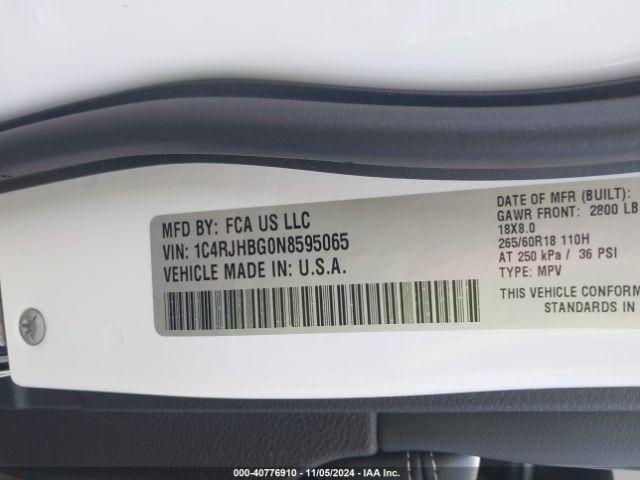 MFD BY: FCA US LLC
VIN: 1C4RJHBG0N8595065
VEHICLE MADE IN: U.S.A.
DATE OF MFR (BUILT):
GAWR FRONT: 2800 LB
18X8.0
265/60R18 110H
AT 250 kPa / 36 PSI
TYPE: MPV
THIS VEHICLE CONFORM
STANDARDS IN
000-40776910 - 11/05/2024 - IAA Inc.